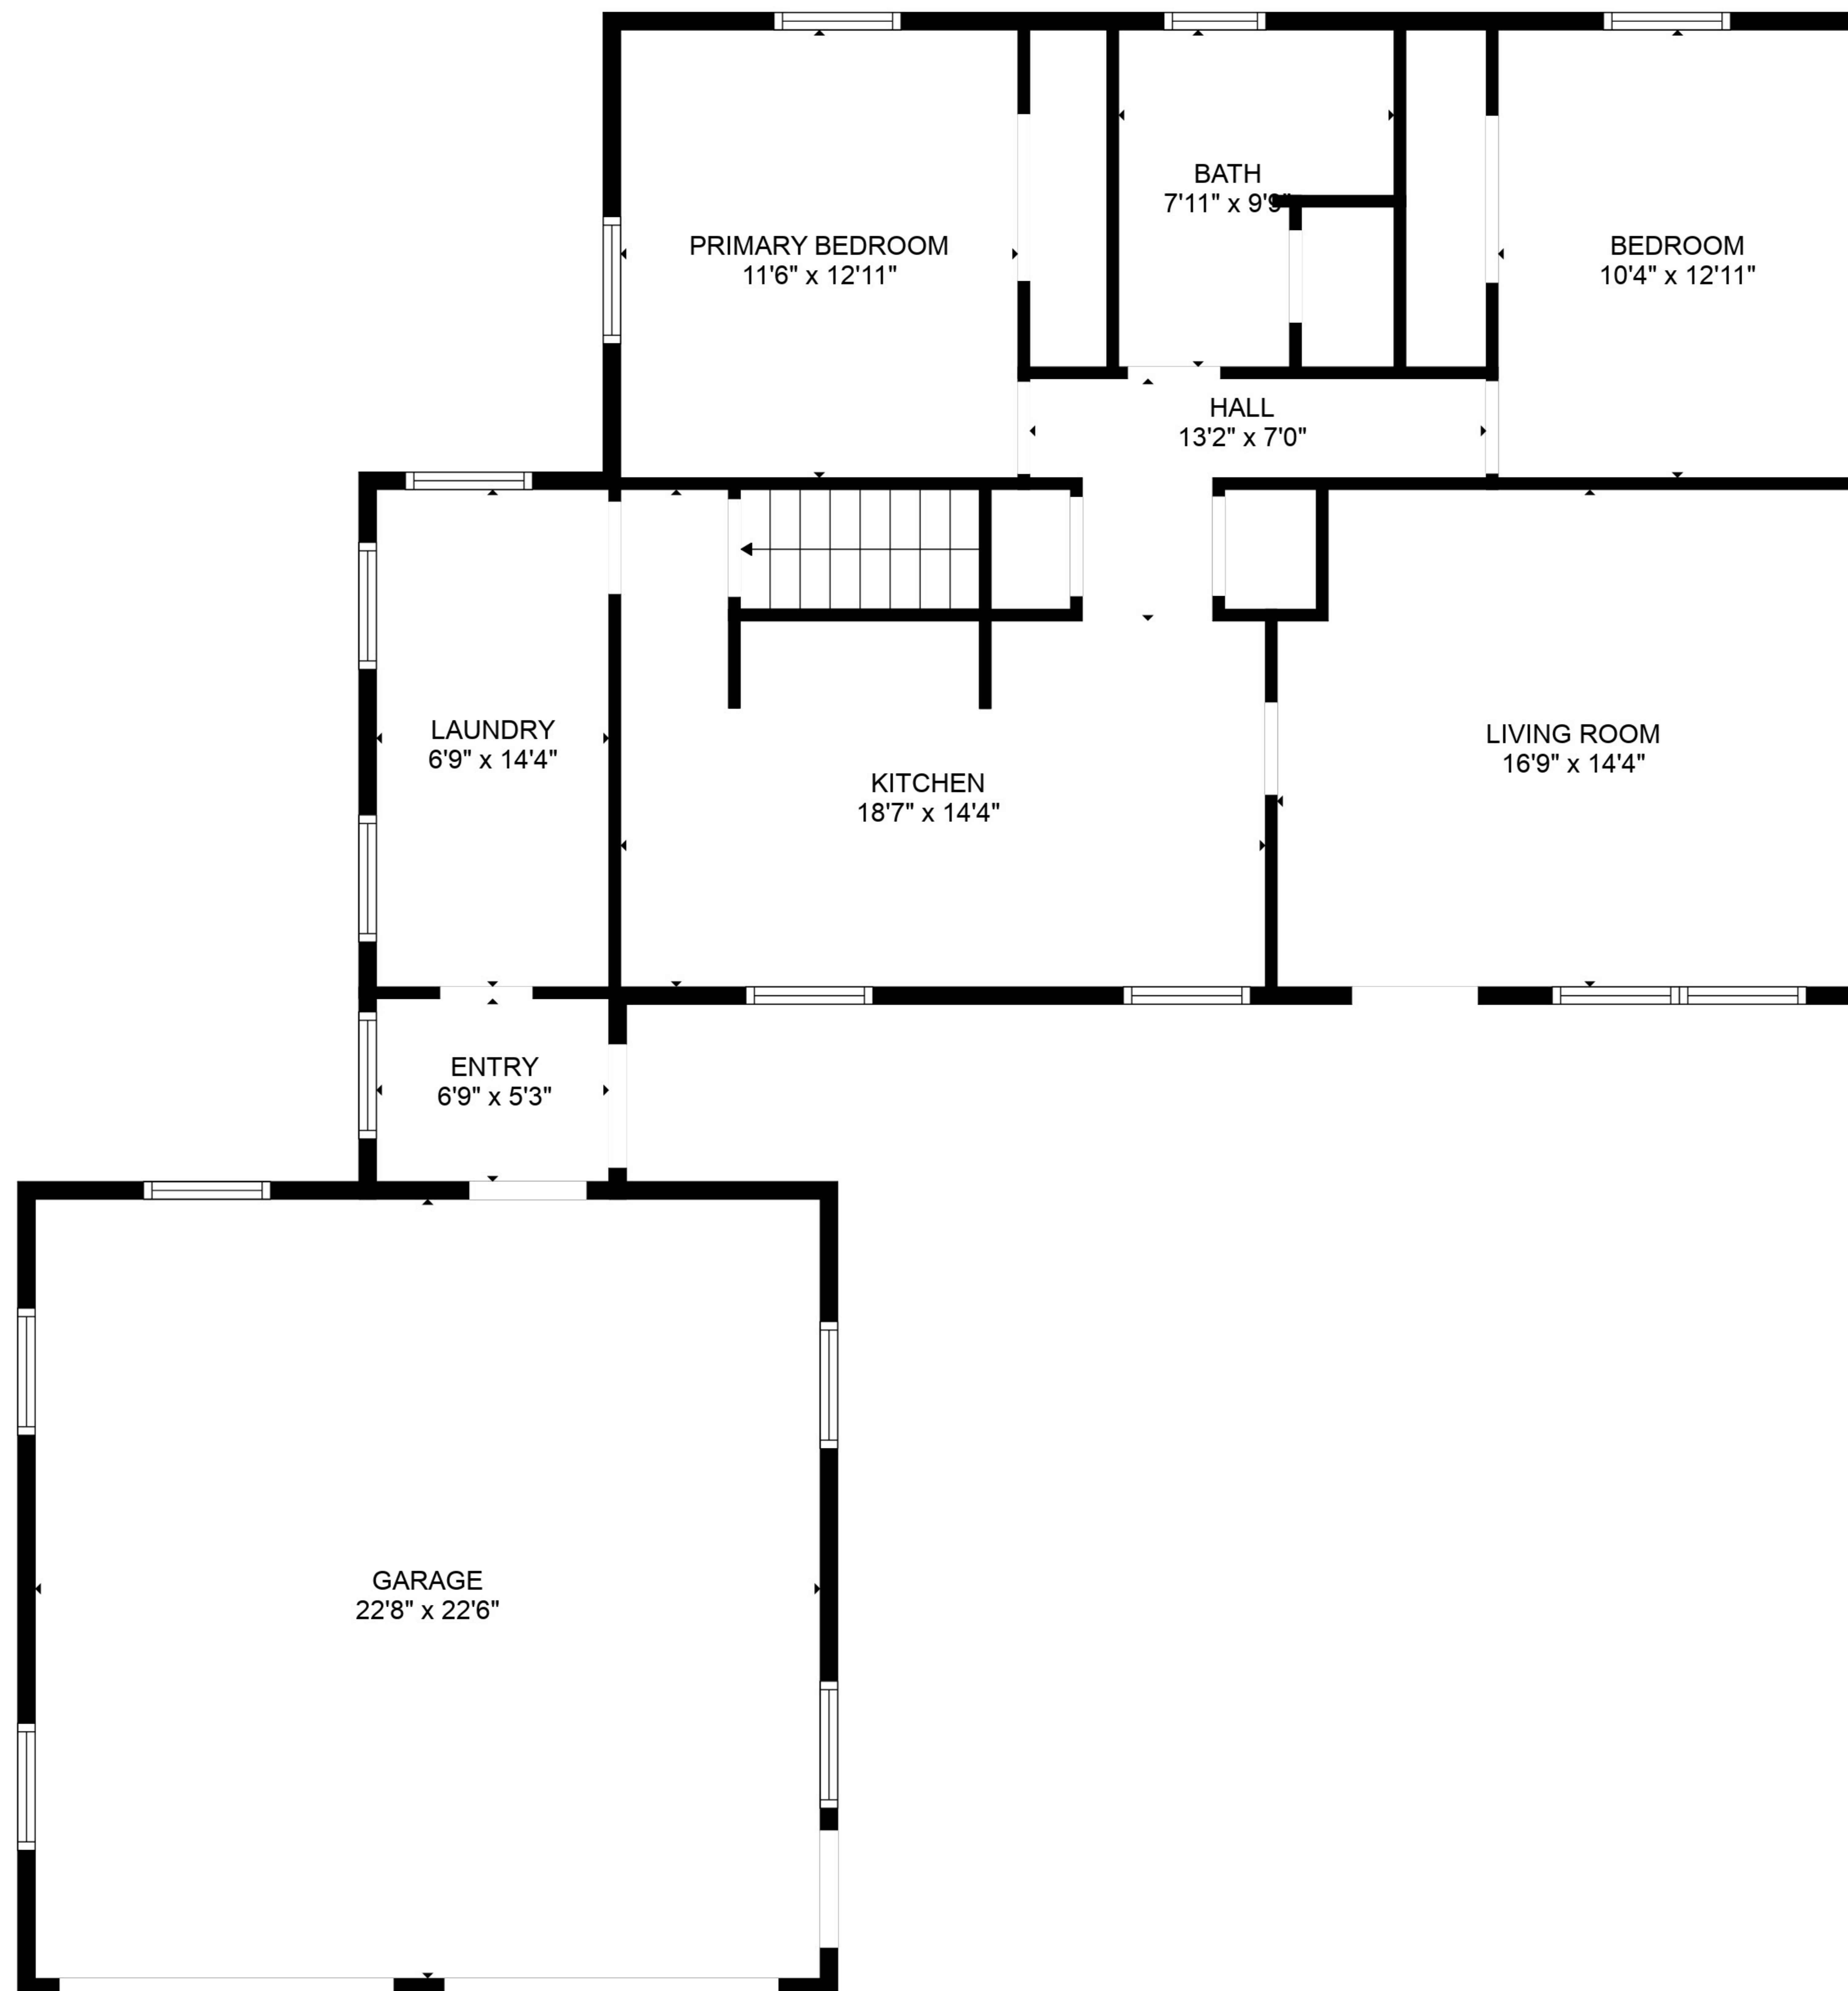 BATH
7'11" x 9'9"
PRIMARY BEDROOM
11'6" x 12'11"
BEDROOM
10'4" x 12'11"
HALL
13'2" x 7'0"
LAUNDRY
6'9" x 14'4"
KITCHEN
18'7" x 14'4"
LIVING ROOM
16'9" x 14'4"
ENTRY
6'9" x 5'3"
GARAGE
22'8" x 22'6"